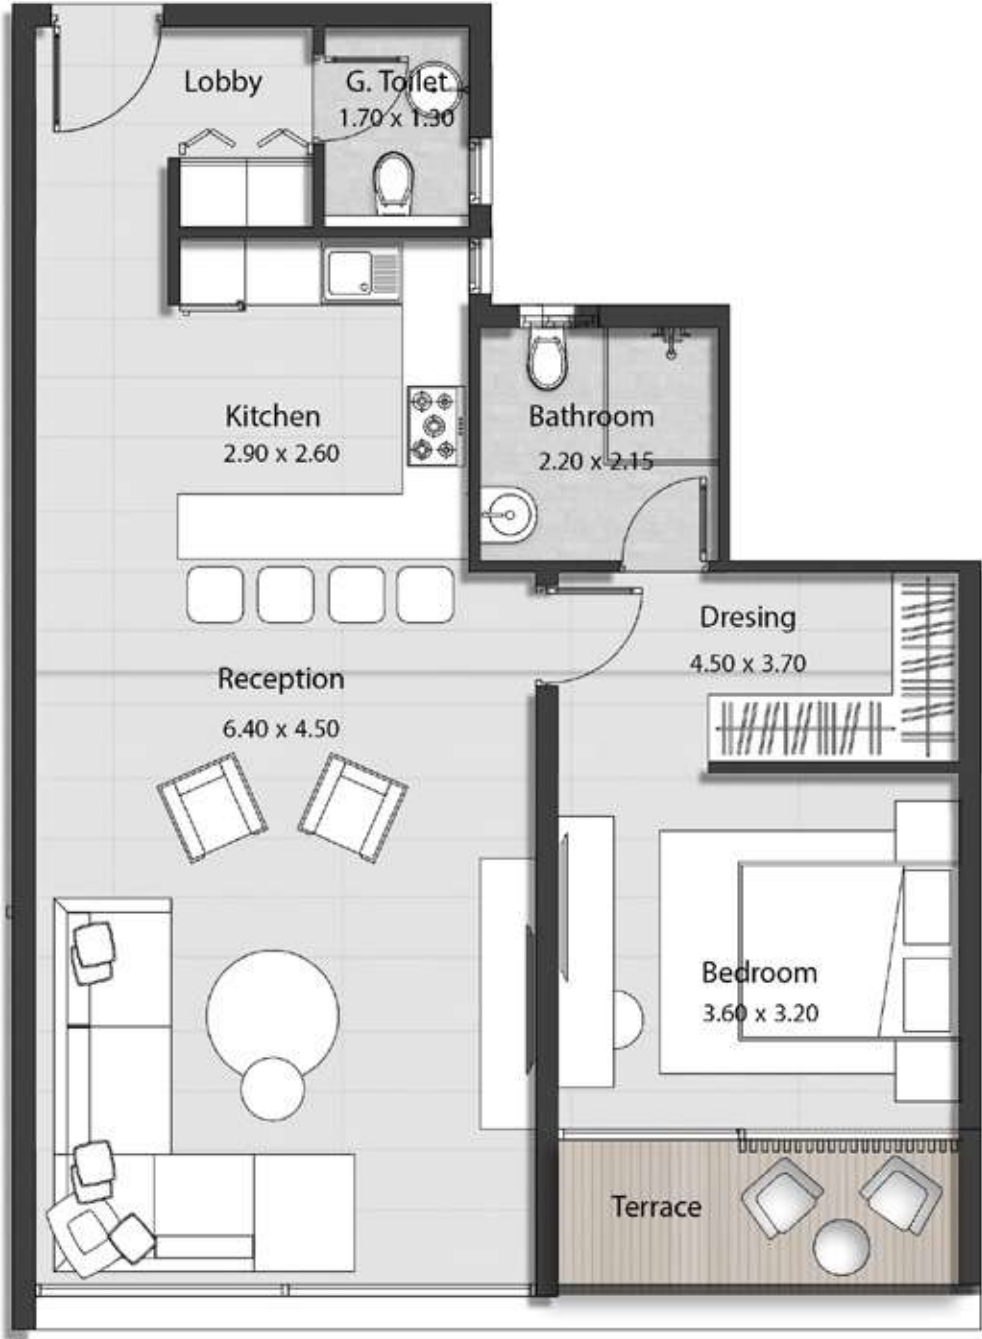 Lobby
G. Toilet
1.70 x 1.30
Kitchen
2.90 x 2.60
Bathroom
2.20 x 2.15
Dresing
4.50 x 3.70
Reception
6.40 x 4.50
Bedroom
3.60 x 3.20
Terrace